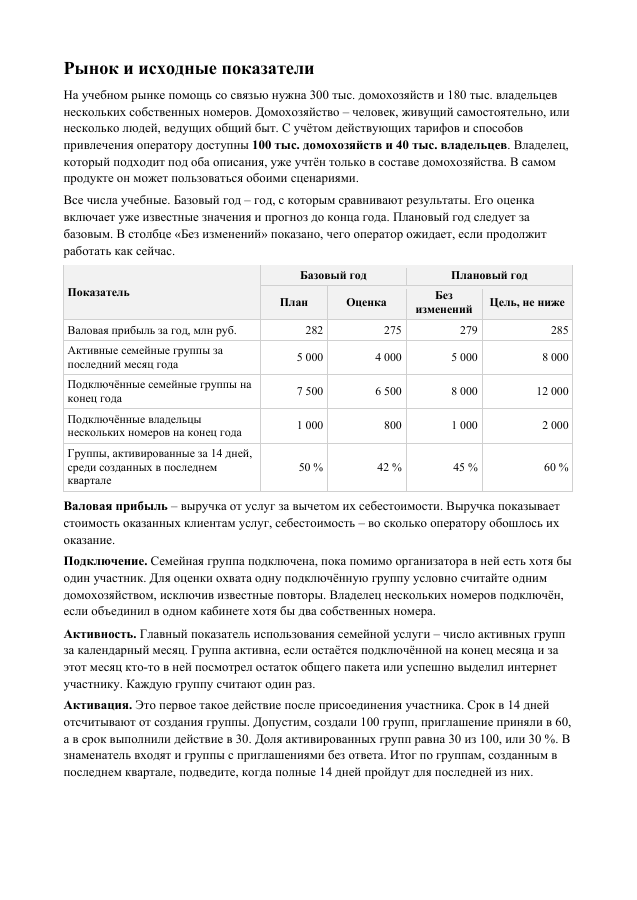 Рынок и исходные показатели
На учебном рынке помощь со связью нужна 300 тыс. домохозяйств и 180 тыс. владельцев
нескольких собственных номеров. Домохозяйство – человек, живущий самостоятельно, или
несколько людей, ведущих общий быт. С учётом действующих тарифов и способов
привлечения оператору доступны 100 тыс. домохозяйств и 40 тыс. владельцев. Владелец,
который подходит под оба описания, уже учтён только в составе домохозяйства. В самом
продукте он может пользоваться обоими сценариями.
Все числа учебные. Базовый год – год, с которым сравнивают результаты. Его оценка
включает уже известные значения и прогноз до конца года. Плановый год следует за
базовым. В столбце «Без изменений» показано, чего оператор ожидает, если продолжит
работать как сейчас.
Показатель
Базовый год Плановый год
План Оценка Без изменений Цель, не ниже
Валовая прибыль за год, млн руб. 282 275 279 285
Активные семейные группы за
последний месяц года 5 000 4 000 5 000 8 000
Подключённые семейные группы на
конец года 7 500 6 500 8 000 12 000
Подключённые владельцы
нескольких номеров на конец года 1 000 800 1 000 2 000
Группы, активированные за 14 дней,
среди созданных в последнем
квартале 50 % 42 % 45 % 60 %
Валовая прибыль – выручка от услуг за вычетом их себестоимости. Выручка показывает
стоимость оказанных клиентам услуг, себестоимость – во сколько оператору обошлось их
оказание.
Подключение. Семейная группа подключена, пока помимо организатора в ней есть хотя бы
один участник. Для оценки охвата одну подключённую группу условно считайте одним
домохозяйством, исключив известные повторы. Владелец нескольких номеров подключён,
если объединил в одном кабинете хотя бы два собственных номера.
Активность. Главный показатель использования семейной услуги – число активных групп
за календарный месяц. Группа активна, если остаётся подключённой на конец месяца и за
этот месяц кто-то в ней посмотрел остаток общего пакета или успешно выделил интернет
участнику. Каждую группу считают один раз.
Активация. Это первое такое действие после присоединения участника. Срок в 14 дней
отсчитывают от создания группы. Допустим, создали 100 групп, приглашение приняли в 60,
а в срок выполнили действие в 30. Доля активированных групп равна 30 из 100, или 30 %. В
знаменатель входят и группы с приглашениями без ответа. Итог по группам, созданным в
последнем квартале, подведите, когда полные 14 дней пройдут для последней из них.